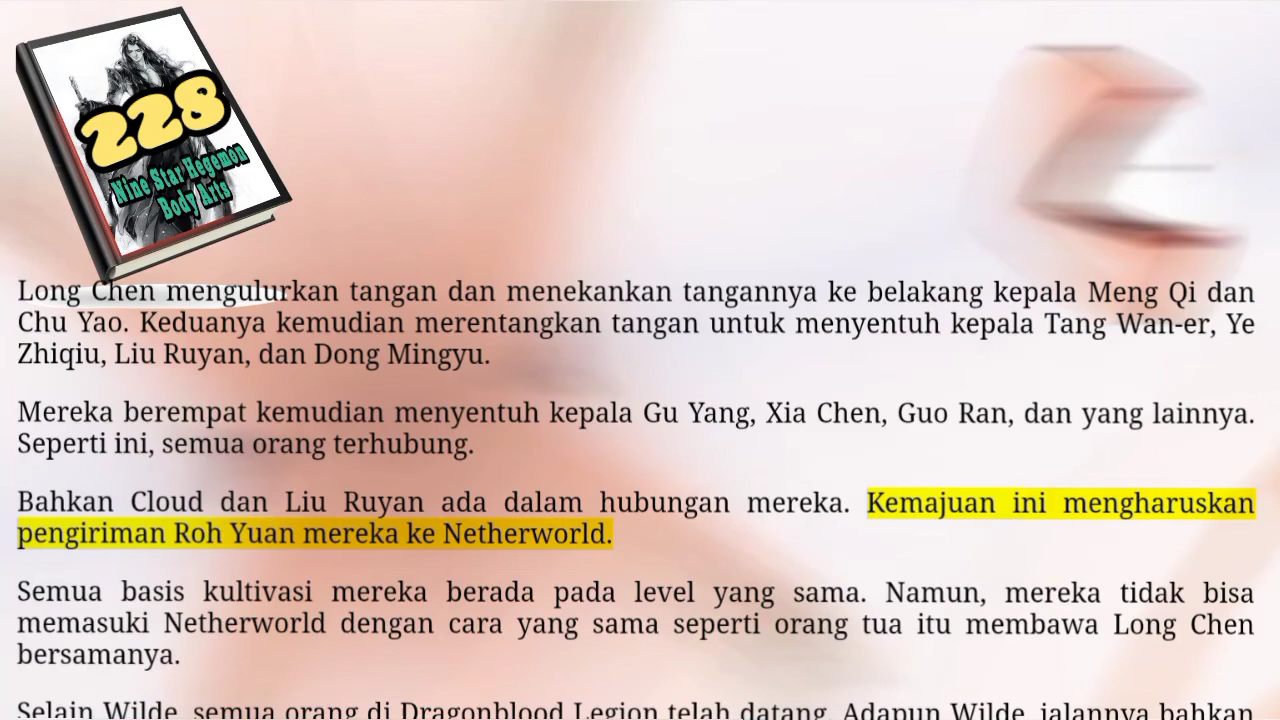 228
Nine Star Hegemon
Body Arts
Long Chen mengulurkan tangan dan menekankan tangannya ke belakang kepala Meng Qi dan
Chu Yao. Keduanya kemudian merentangkan tangan untuk menyentuh kepala Tang Wan-er, Ye
Zhiqiu, Liu Ruyan, dan Dong Mingyu.
Mereka berempat kemudian menyentuh kepala Gu Yang, Xia Chen, Guo Ran, dan yang lainnya.
Seperti ini, semua orang terhubung.
Bahkan Cloud dan Liu Ruyan ada dalam hubungan mereka. Kemajuan ini mengharuskan
pengiriman Roh Yuan mereka ke Netherworld.
Semua basis kultivasi mereka berada pada level yang sama. Namun, mereka tidak bisa
memasuki Netherworld dengan cara yang sama seperti orang tua itu membawa Long Chen
bersamanya.
Selain Wilde, semua orang di Dragonblood Legion telah datang. Adapun Wilde, jalannya bahkan